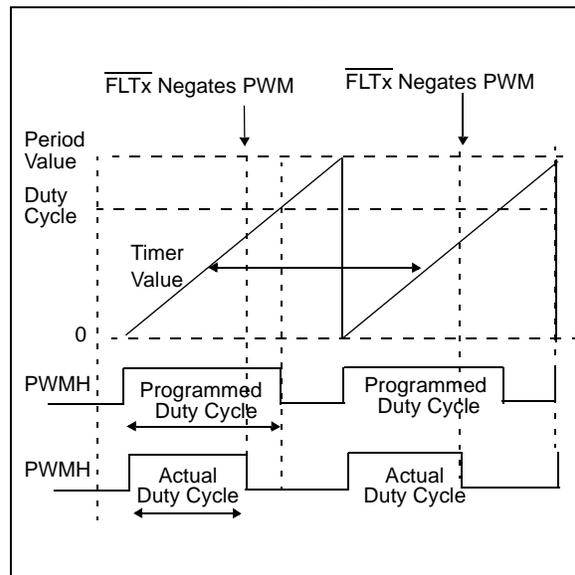 FLTx Negates PWM
FLTx Negates PWM
Period
Value
Duty
Cycle
Timer
Value
0
PWMH
Programmed
Duty Cycle
Programmed
Duty Cycle
PWMH
Actual
Duty Cycle
Actual
Duty Cycle